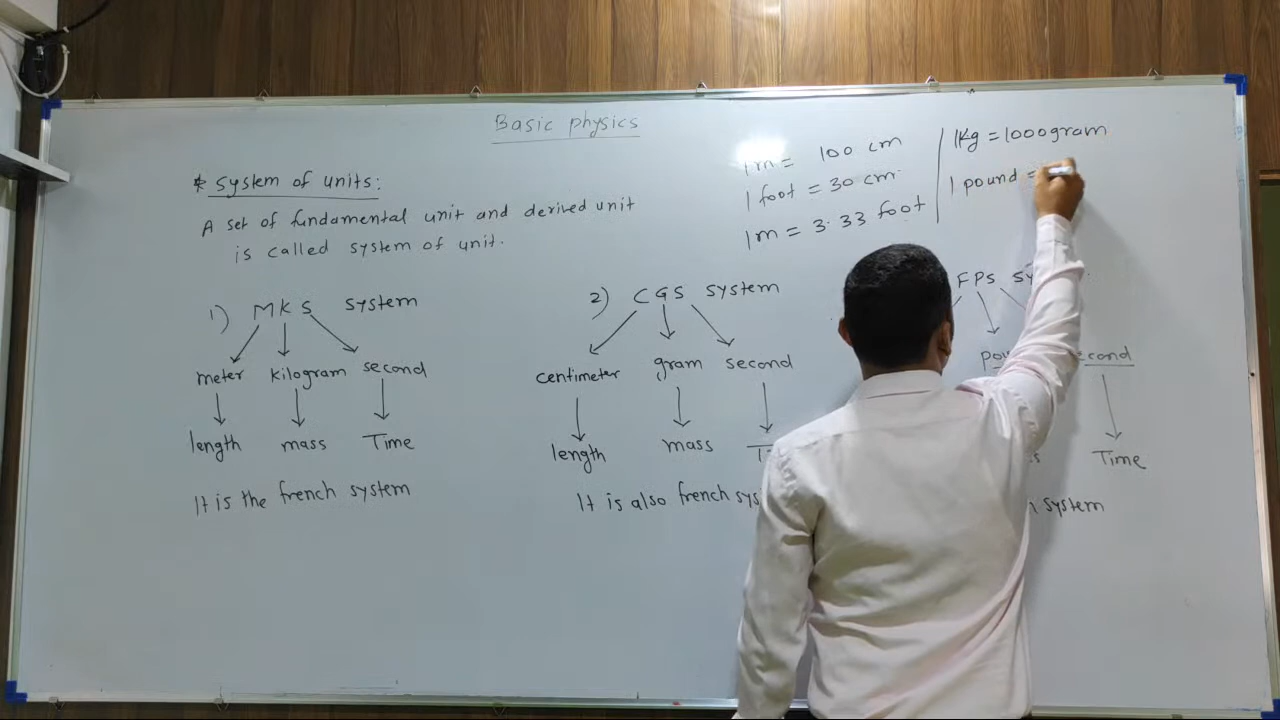 Basic physics
* System of units:
A set of fundamental unit and derived unit
is called system of unit.
1m = 100 cm
1 foot = 30 cm.
1m = 3.33 foot
1Kg = 1000gram
1 pound =
1) MKS system
meter kilogram second
length mass Time
It is the french system
2) CGS system
centimeter gram second
length mass
It is also french
FPS
Time
system